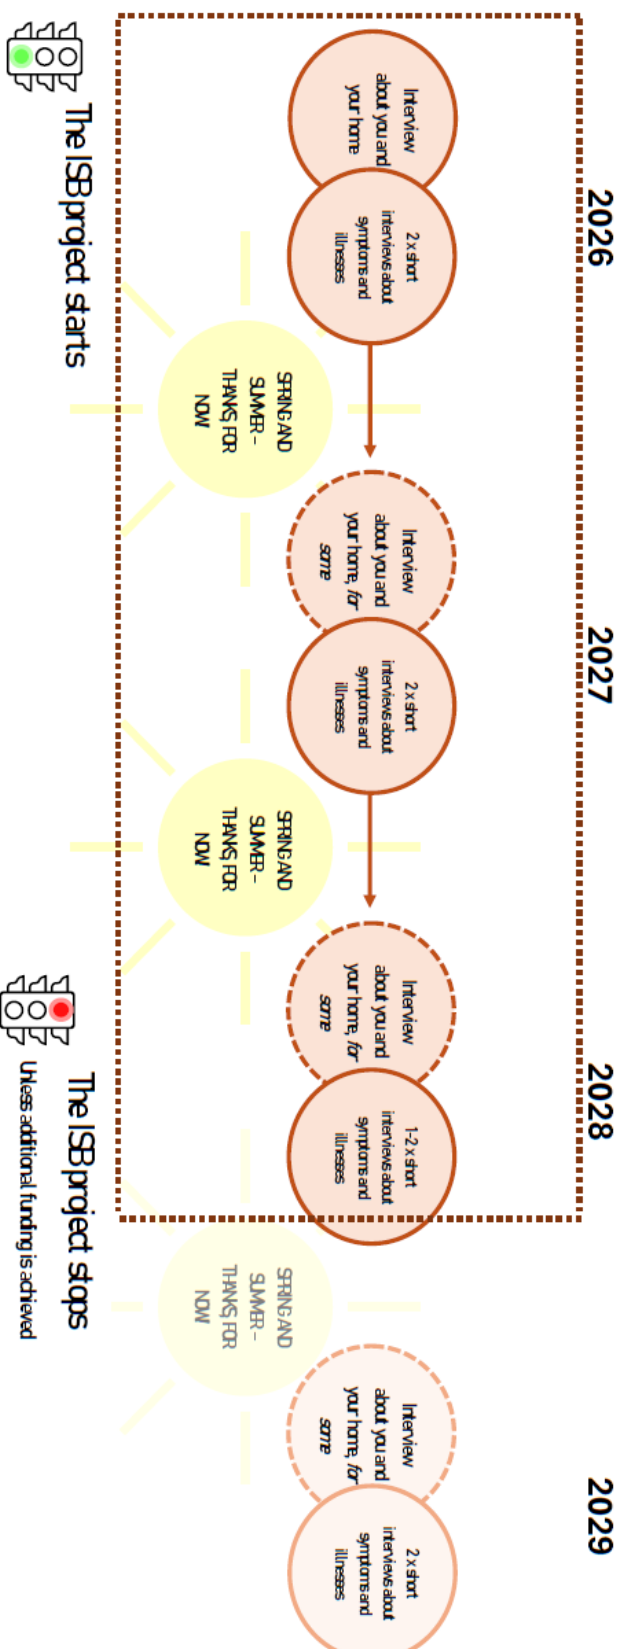 2026
2027
2028
2029
Interview
about you and
your home
2 x short
interviews about
symptoms and
illnesses
Interview
about you and
your home, for
some
2 x short
interviews about
symptoms and
illnesses
Interview
about you and
your home, for
some
1-2 x short
interviews about
symptoms and
illnesses
Interview
about you and
your home, for
some
2 x short
interviews about
symptoms and
illnesses
SPRING AND
SUMMER –
THANKS, FOR
NOW
SPRING AND
SUMMER –
THANKS, FOR
NOW
SPRING AND
SUMMER –
THANKS, FOR
NOW
The ISB project starts
The ISB project stops
Unless additional funding is achieved